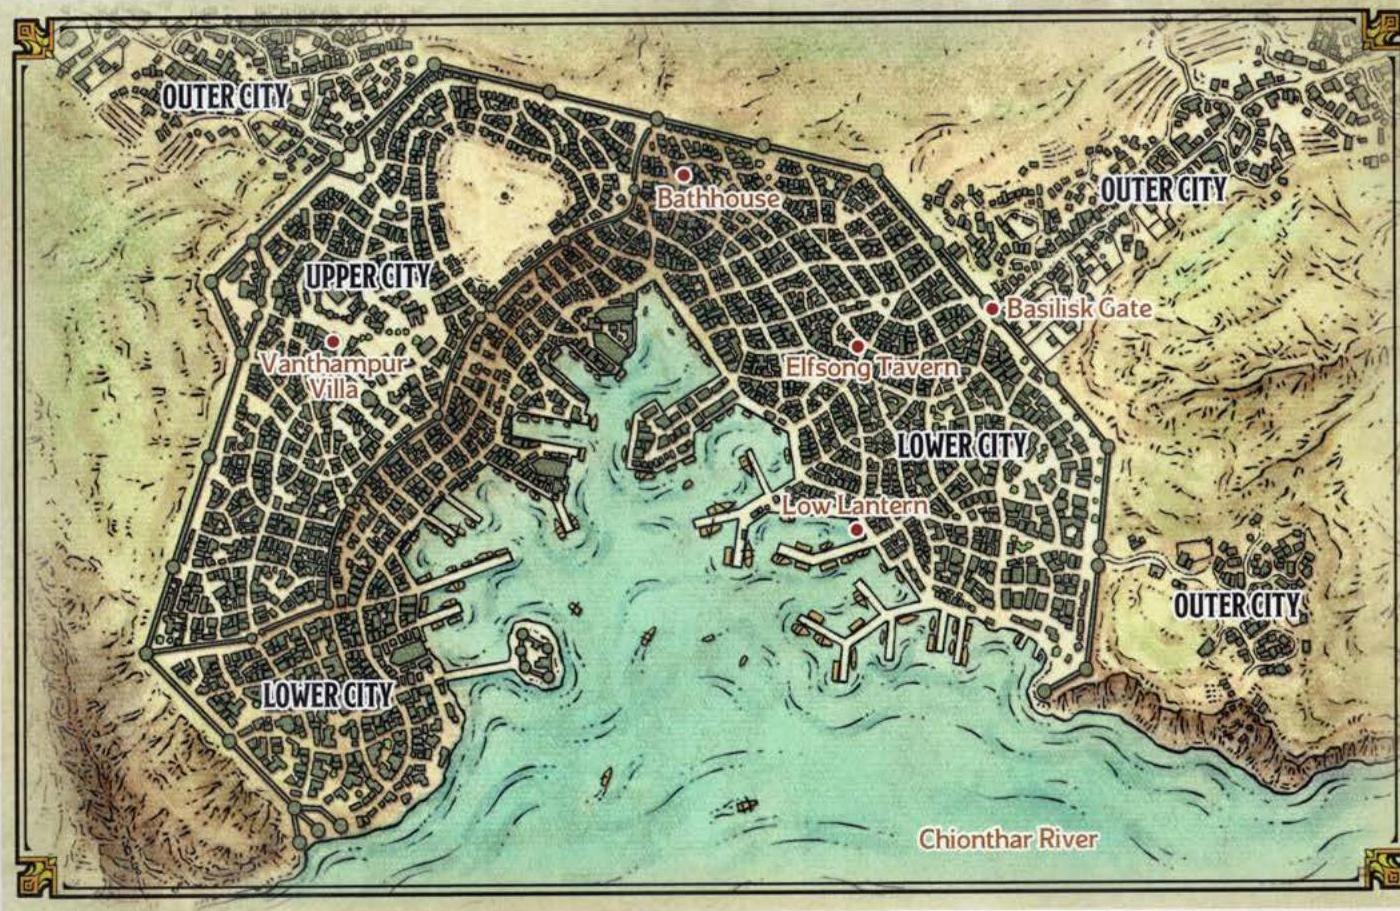 OUTER CITY
Bathhouse
OUTER CITY
UPPER CITY
Basilisk Gate
Vanthampur
Villa
Elfsong Tavern
LOWER CITY
Low Lantern
OUTER CITY
LOWER CITY
Chionthar River